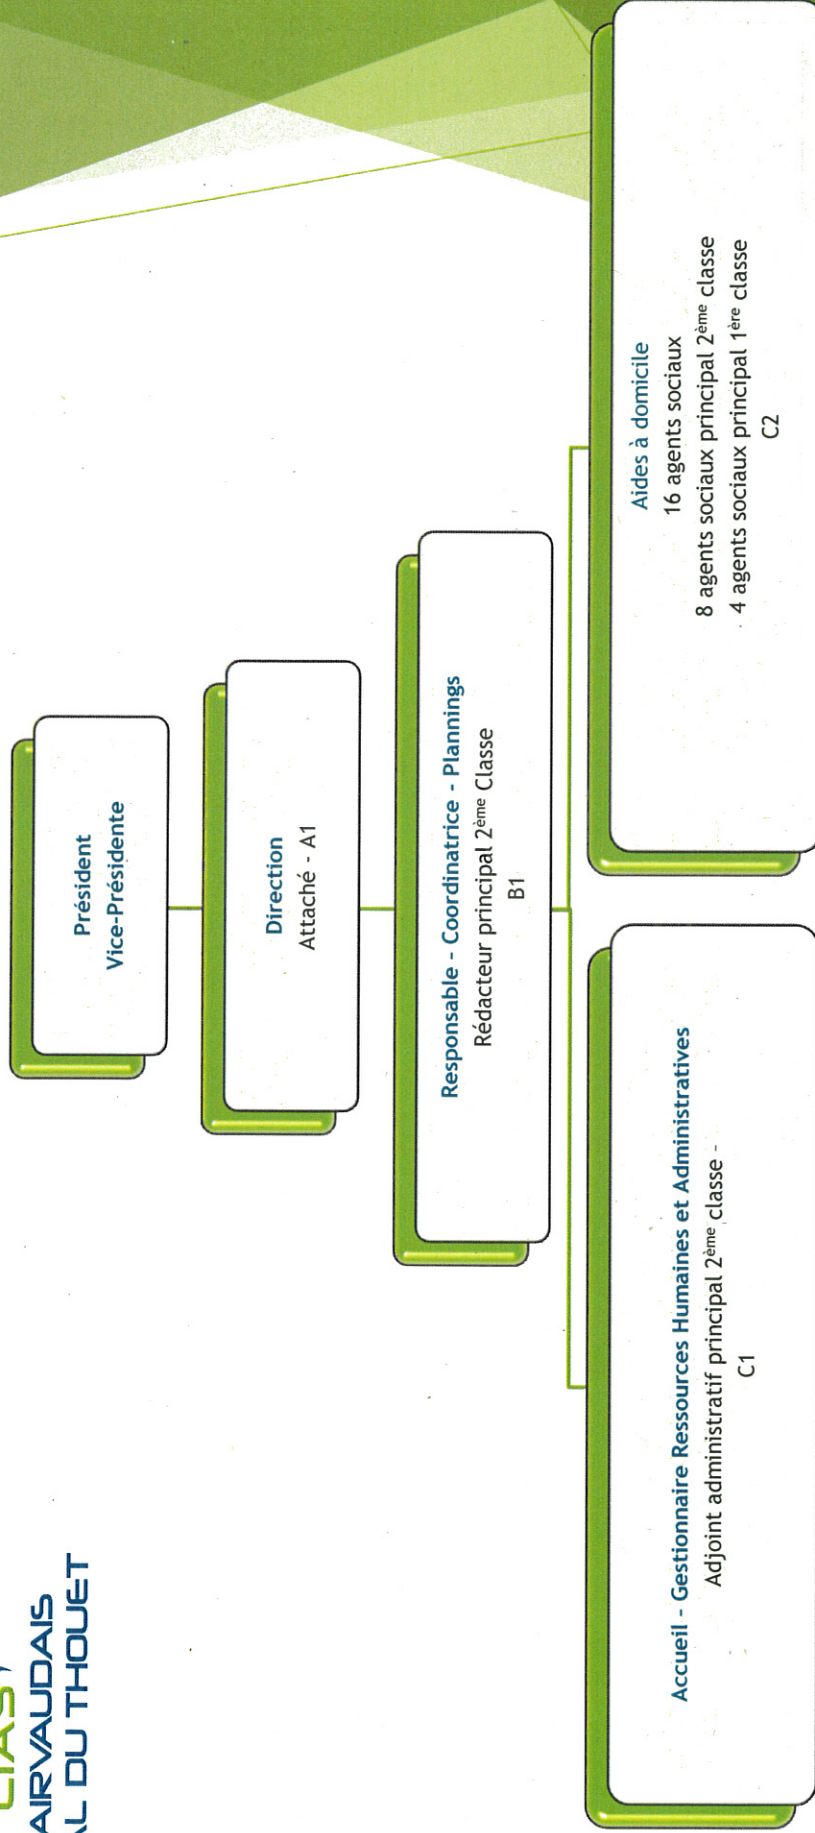 CIAS
AIRVAUDAIS
AL DU THOUET
Président
Vice-Présidente
Direction
Attaché - A1
Responsable - Coordinatrice - Plannings
Rédacteur principal 2ème Classe
B1
Accueil - Gestionnaire Ressources Humaines et Administratives
Adjoint administratif principal 2ème classe -
C1
Aides à domicile
16 agents sociaux
8 agents sociaux principal 2ème classe
4 agents sociaux principal 1ère classe
C2